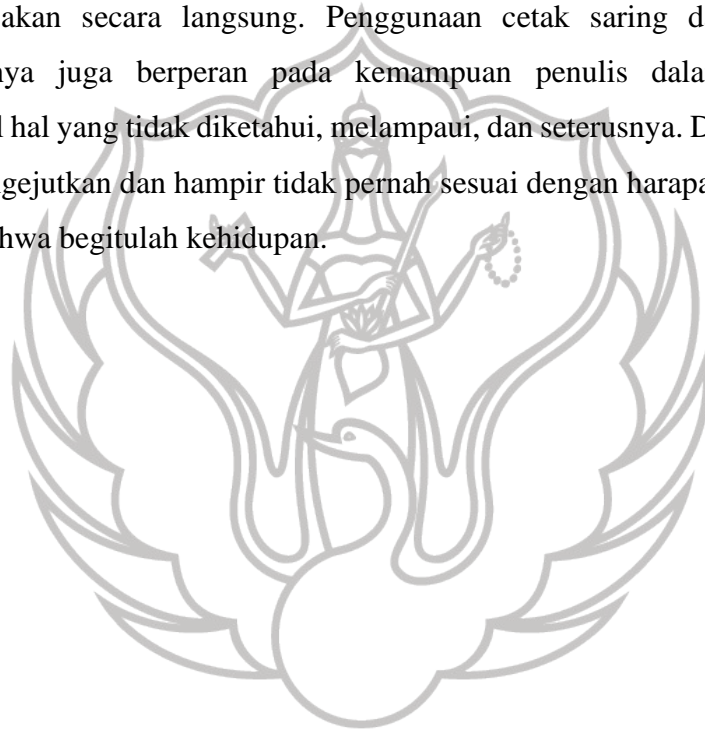 akan secara langsung. Penggunaan cetak saring d
nya juga berperan pada kemampuan penulis dala
l hal yang tidak diketahui, melampaui, dan seterusnya. D
gejutkan dan hampir tidak pernah sesuai dengan harapa
hwa begitulah kehidupan.